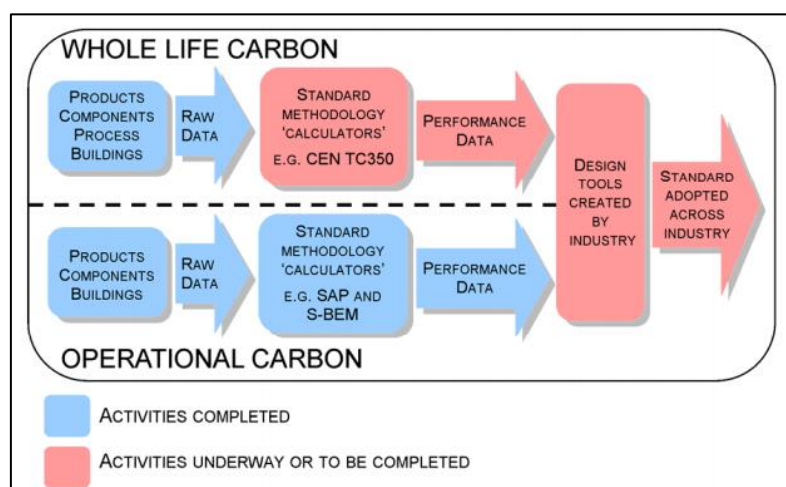 WHOLE LIFE CARBON
PRODUCTS
COMPONENTS
PROCESS
BUILDINGS
RAW
DATA
STANDARD
METHODOLOGY
'CALCULATORS'
E.G. CEN TC350
PERFORMANCE
DATA
DESIGN
TOOLS
CREATED
BY
INDUSTRY
STANDARD
ADOPTED
ACROSS
INDUSTRY
PRODUCTS
COMPONENTS
BUILDINGS
RAW
DATA
STANDARD
METHODOLOGY
'CALCULATORS'
E.G. SAP AND
S-BEM
PERFORMANCE
DATA
OPERATIONAL CARBON
ACTIVITIES COMPLETED
ACTIVITIES UNDERWAY OR TO BE COMPLETED